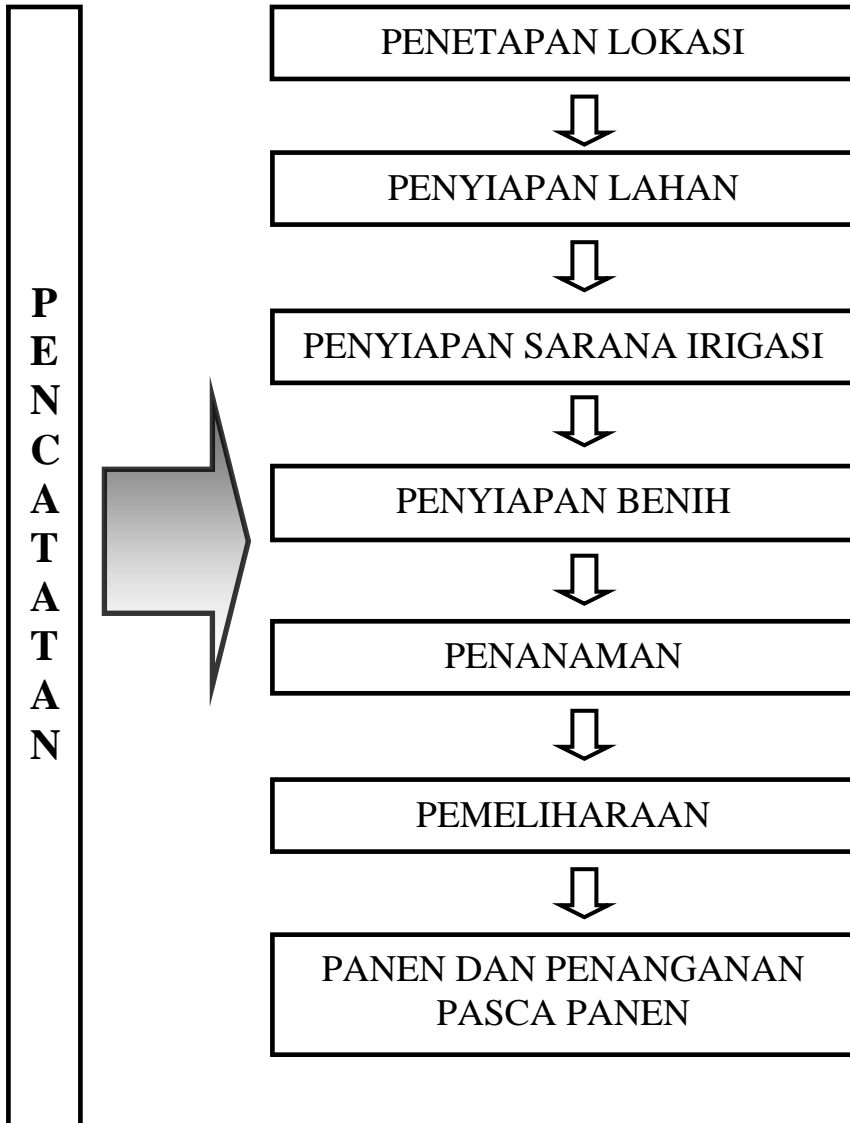 PENCATATAN
PENETAPAN LOKASI
PENYIAPAN LAHAN
PENYIAPAN SARANA IRIGASI
PENYIAPAN BENIH
PENANAMAN
PEMELIHARAAN
PANEN DAN PENANGANAN
PASCA PANEN